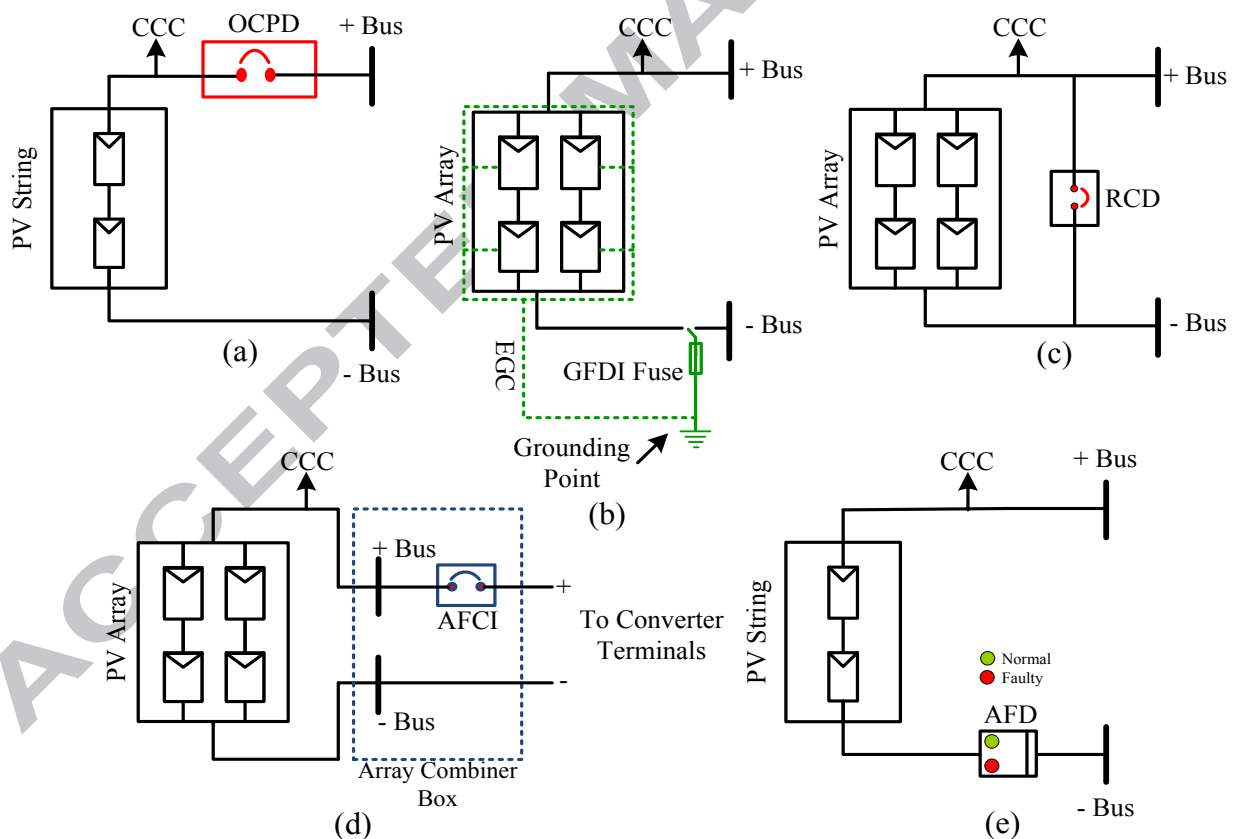 CCC
OCPD
+ Bus
PV String
- Bus
(a)
CCC
+ Bus
PV Array
- Bus
EGC
GFDI Fuse
Grounding
Point
(b)
CCC
+ Bus
PV Array
RCD
- Bus
(c)
CCC
+ Bus
PV Array
AFCI
+
To Converter
Terminals
-
- Bus
Array Combiner
Box
(d)
CCC
+ Bus
PV String
Normal
Faulty
AFD
- Bus
(e)
ACCEPTE
MA